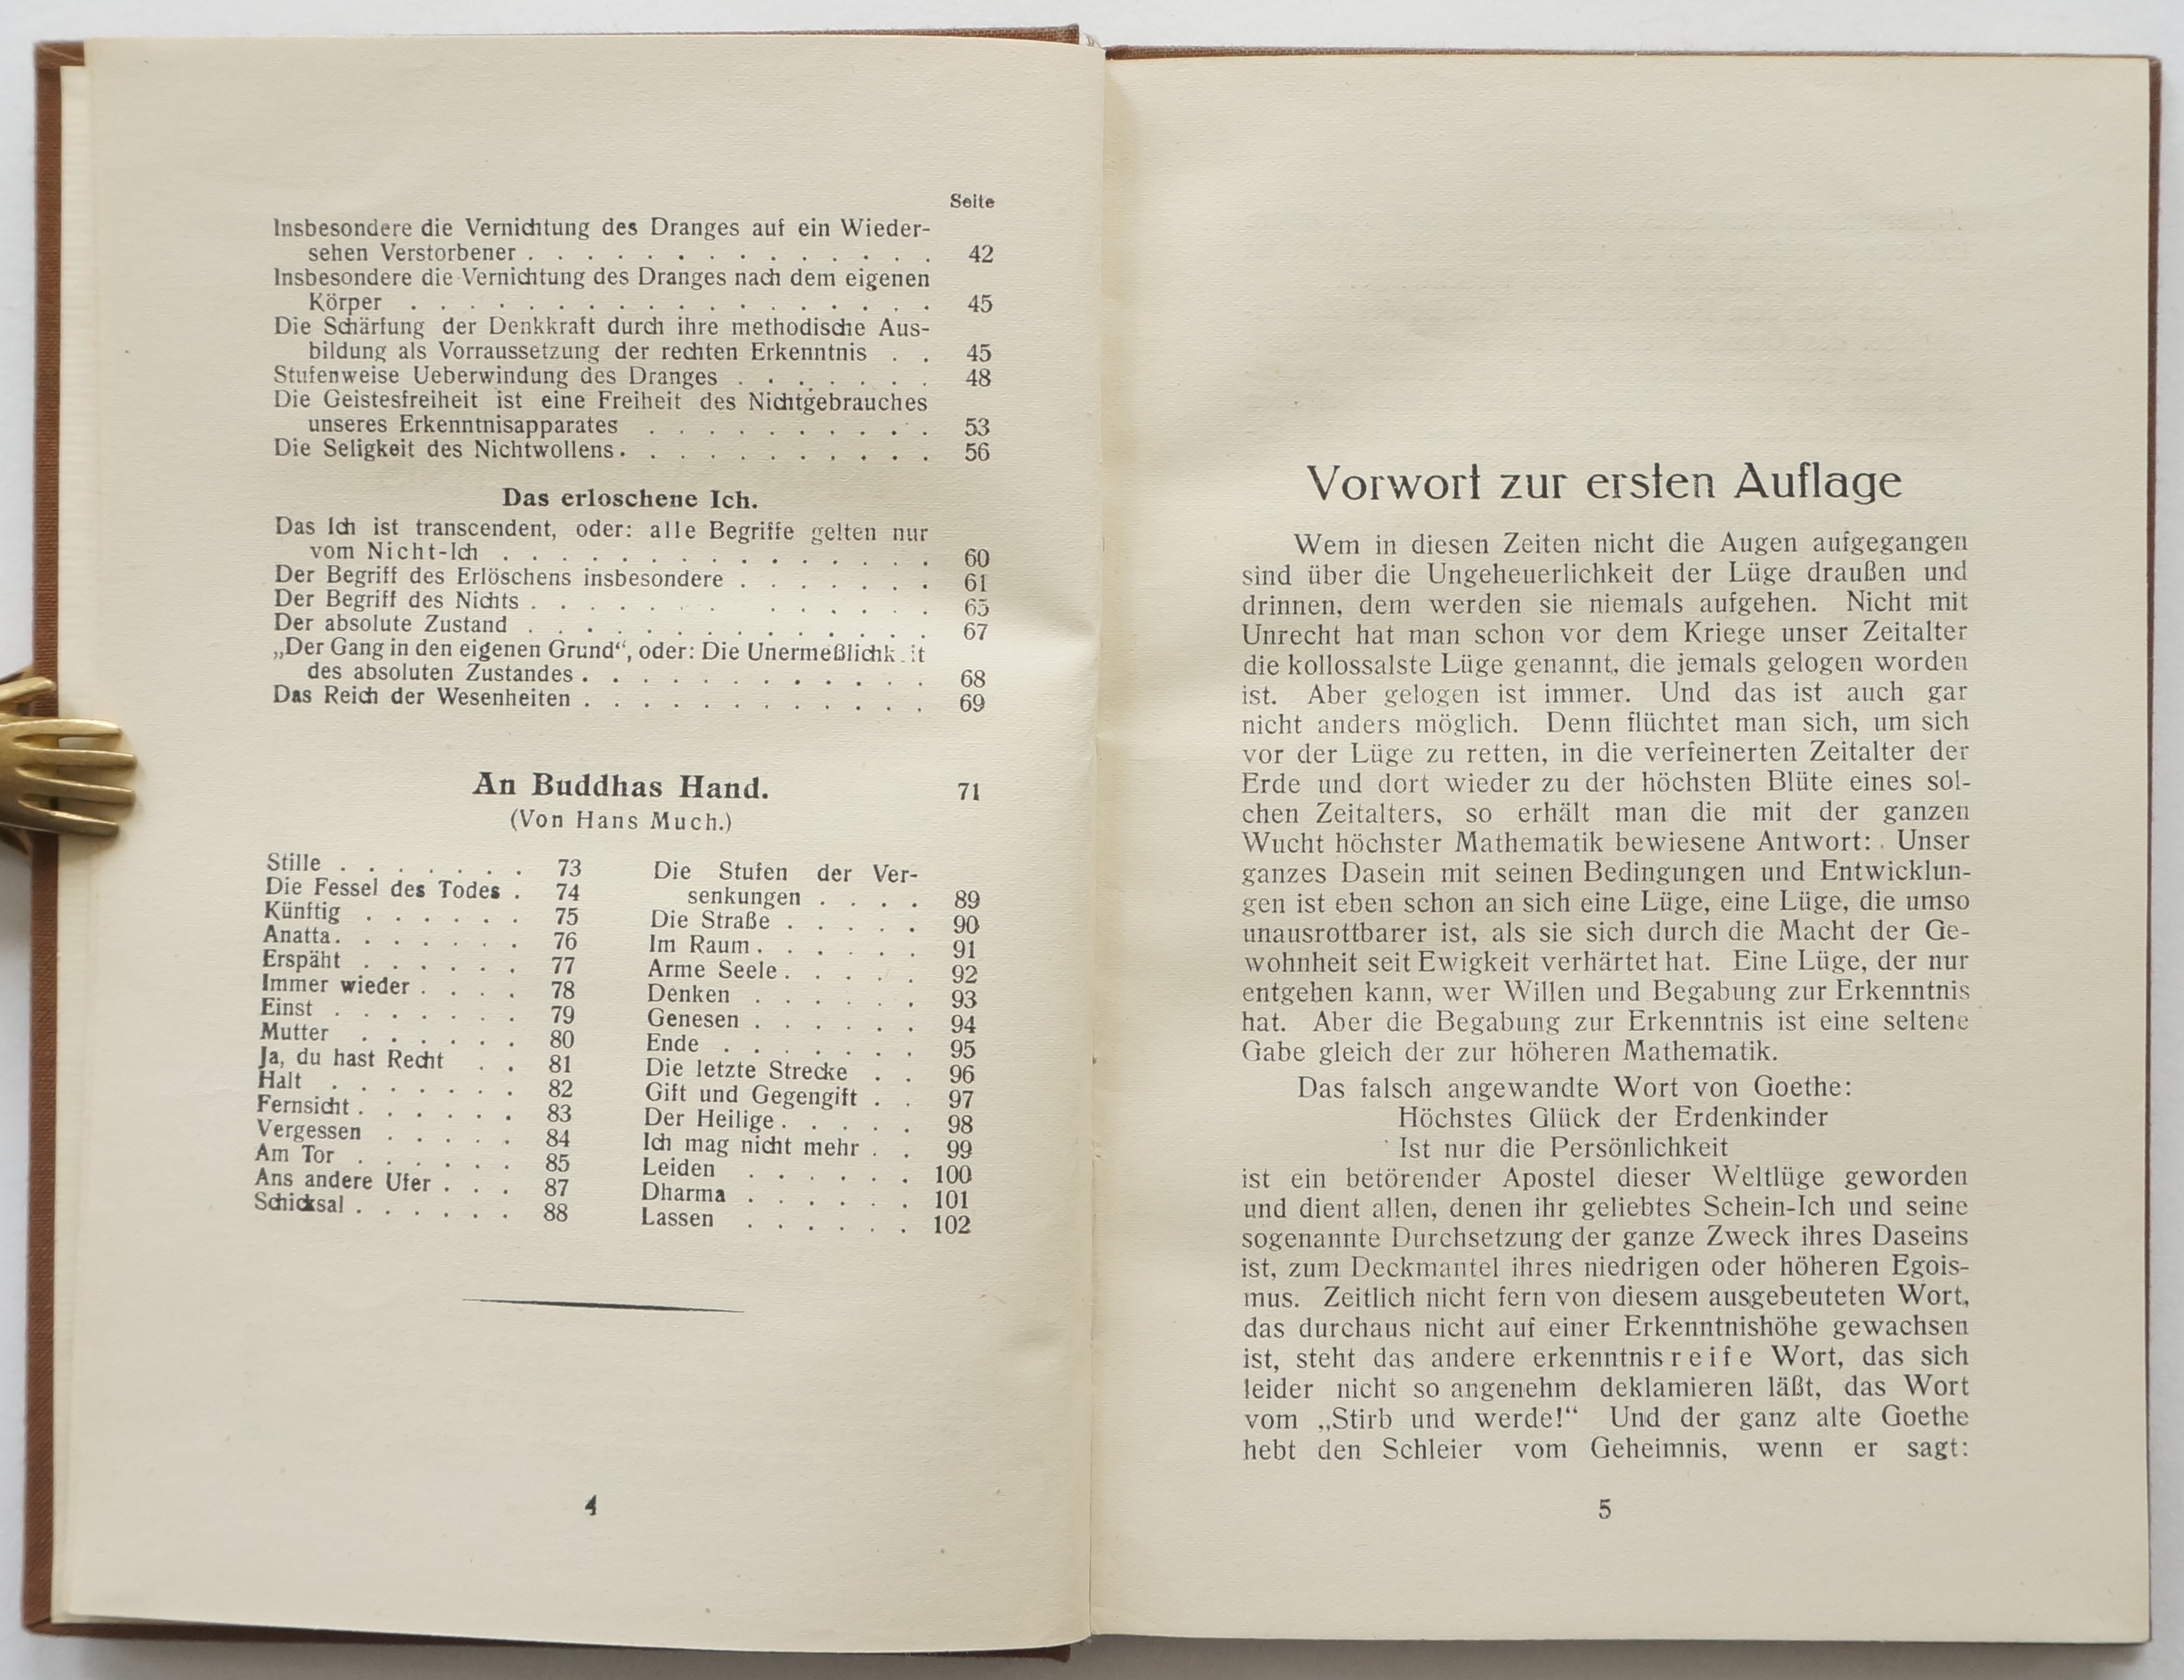 Seite
Insbesondere die Vernichtung des Dranges auf ein Wieder-
sehen Verstorbener . . . . . . . . . . . . . . 42
Insbesondere die Vernichtung des Dranges nach dem eigenen
Körper . . . . . . . . . . . . . . . . . . 45
Die Schärfung der Denkkraft durch ihre methodische Aus-
bildung als Vorraussetzung der rechten Erkenntnis . . 45
Stufenweise Ueberwindung des Dranges . . . . . . . 48
Die Geistesfreiheit ist eine Freiheit des Nichtgebrauches
unseres Erkenntnisapparates . . . . . . . . . . 53
Die Seligkeit des Nichtwollens . . . . . . . . . . . 56
Das erloschene Ich.
Das Ich ist transcendent, oder: alle Begriffe gelten nur
vom Nicht-Ich . . . . . . . . . . . . . . . 60
Der Begriff des Erlöschens insbesondere . . . . . . . 61
Der Begriff des Nichts . . . . . . . . . . . . . 65
Der absolute Zustand . . . . . . . . . . . . . . 67
„Der Gang in den eigenen Grund“, oder: Die Unermeßlichk it
des absoluten Zustandes . . . . . . . . . . . . 68
Das Reich der Wesenheiten . . . . . . . . . . . . 69
An Buddhas Hand. 71
(Von Hans Much.)
Stille . . . . . . . 73
Die Fessel des Todes . 74
Künftig . . . . . . 75
Anatta . . . . . . . 76
Erspäht . . . . . . 77
Immer wieder . . . . 78
Einst . . . . . . . 79
Mutter . . . . . . 80
Ja, du hast Recht . . 81
Halt . . . . . . . 82
Fernsicht . . . . . . 83
Vergessen . . . . . 84
Am Tor . . . . . . 85
Ans andere Ufer . . . 87
Schicksal . . . . . . 88
Die Stufen der Ver-
senkungen . . . . 89
Die Straße . . . . . 90
Im Raum . . . . . . 91
Arme Seele . . . . . 92
Denken . . . . . . 93
Genesen . . . . . . 94
Ende . . . . . . . 95
Die letzte Strecke . . 96
Gift und Gegengift . . 97
Der Heilige . . . . . 98
Ich mag nicht mehr . . 99
Leiden . . . . . . 100
Dharma . . . . . . 101
Lassen . . . . . . 102
4
Vorwort zur ersten Auflage
Wem in diesen Zeiten nicht die Augen aufgegangen
sind über die Ungeheuerlichkeit der Lüge draußen und
drinnen, dem werden sie niemals aufgehen. Nicht mit
Unrecht hat man schon vor dem Kriege unser Zeitalter
die kollossalste Lüge genannt, die jemals gelogen worden
ist. Aber gelogen ist immer. Und das ist auch gar
nicht anders möglich. Denn flüchtet man sich, um sich
vor der Lüge zu retten, in die verfeinerten Zeitalter der
Erde und dort wieder zu der höchsten Blüte eines sol-
chen Zeitalters, so erhält man die mit der ganzen
Wucht höchster Mathematik bewiesene Antwort: Unser
ganzes Dasein mit seinen Bedingungen und Entwicklun-
gen ist eben schon an sich eine Lüge, eine Lüge, die umso
unausrottbarer ist, als sie sich durch die Macht der Ge-
wohnheit seit Ewigkeit verhärtet hat. Eine Lüge, der nur
entgehen kann, wer Willen und Begabung zur Erkenntnis
hat. Aber die Begabung zur Erkenntnis ist eine seltene
Gabe gleich der zur höheren Mathematik.
Das falsch angewandte Wort von Goethe:
Höchstes Glück der Erdenkinder
Ist nur die Persönlichkeit
ist ein betörender Apostel dieser Weltlüge geworden
und dient allen, denen ihr geliebtes Schein-Ich und seine
sogenannte Durchsetzung der ganze Zweck ihres Daseins
ist, zum Deckmantel ihres niedrigen oder höheren Egois-
mus. Zeitlich nicht fern von diesem ausgebeuteten Wort,
das durchaus nicht auf einer Erkenntnishöhe gewachsen
ist, steht das andere erkenntnisreife Wort, das sich
leider nicht so angenehm deklamieren läßt, das Wort
vom „Stirb und werde!“ Und der ganz alte Goethe
hebt den Schleier vom Geheimnis, wenn er sagt:
5